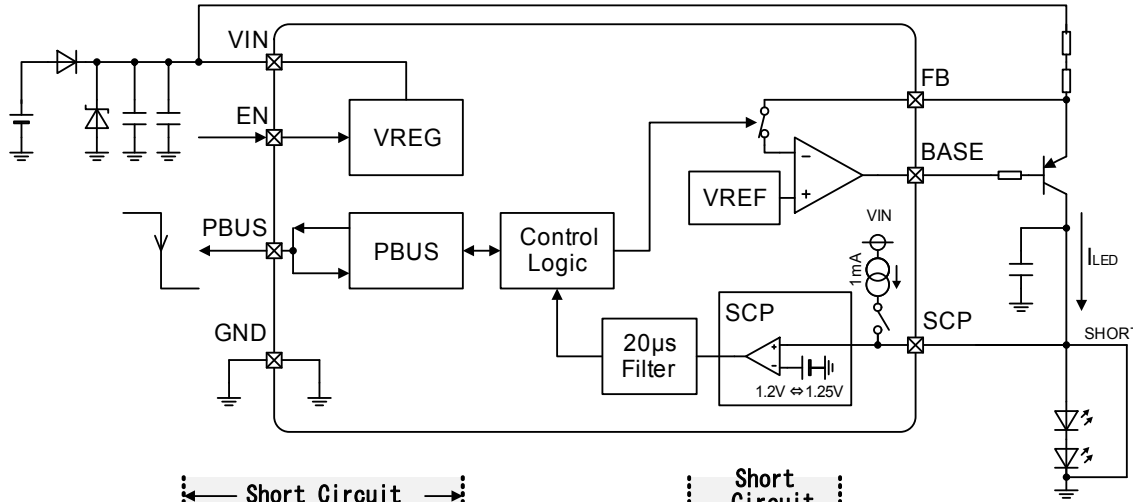 VIN
FB
EN
VREG
BASE
VREF
-
+
VIN
PBUS
PBUS
Control
Logic
1mA
ILED
GND
SCP
SCP
SHORT
20µs
Filter
+
-
1.2V ⇔ 1.25V
Short Circuit
Short
Circuit